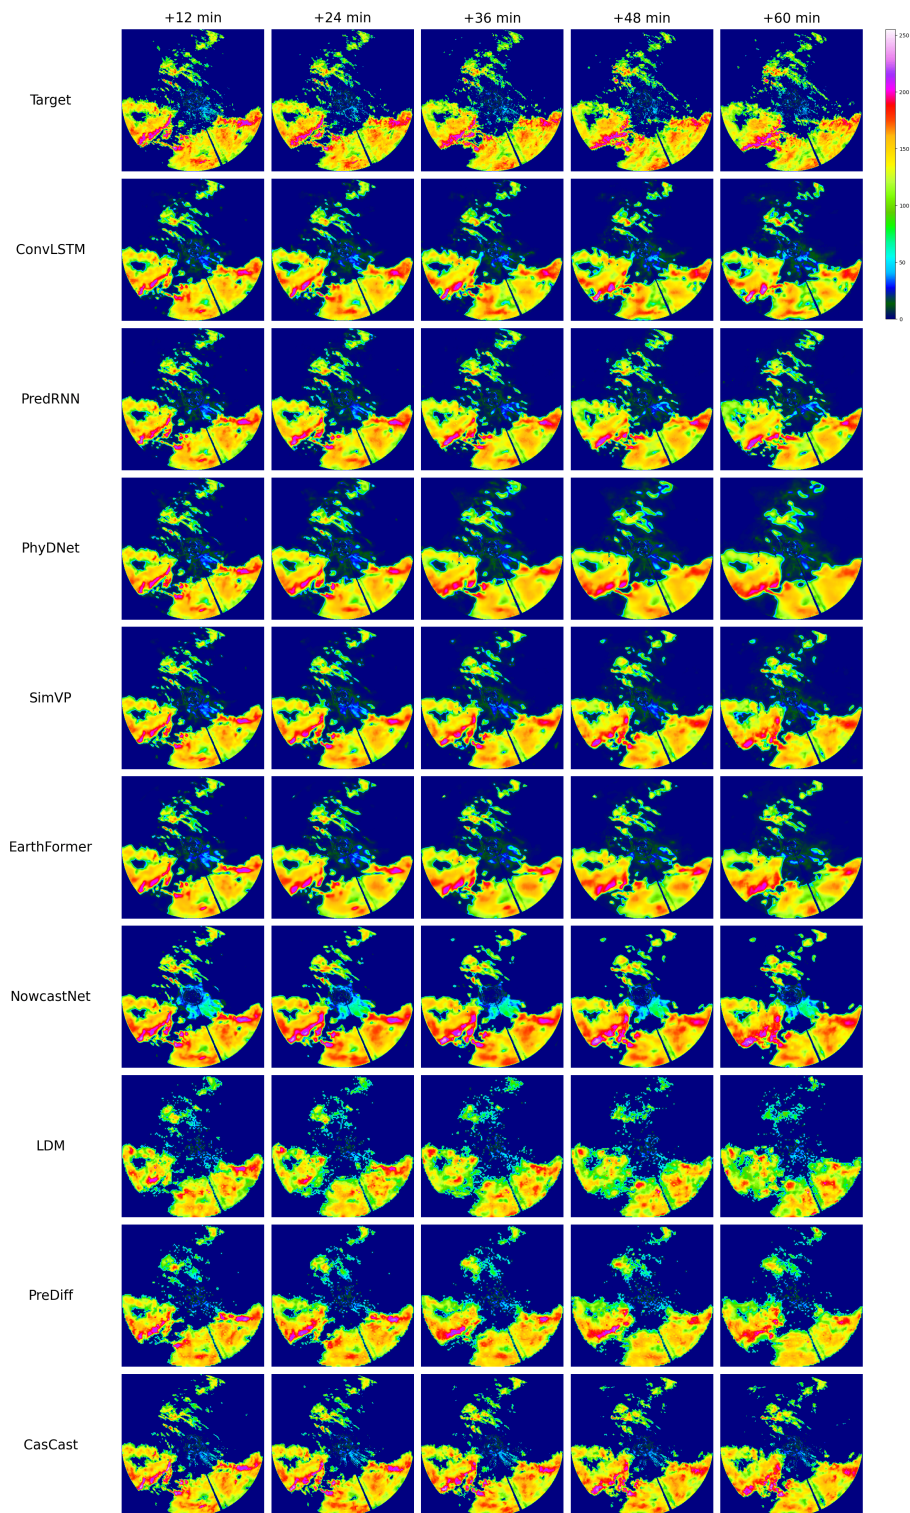 +12 min +24 min +36 min +48 min +60 min
Target
250
200
150
100
50
0
ConvLSTM
PredRNN
PhyDNet
SimVP
EarthFormer
NowcastNet
LDM
PreDiff
CasCast